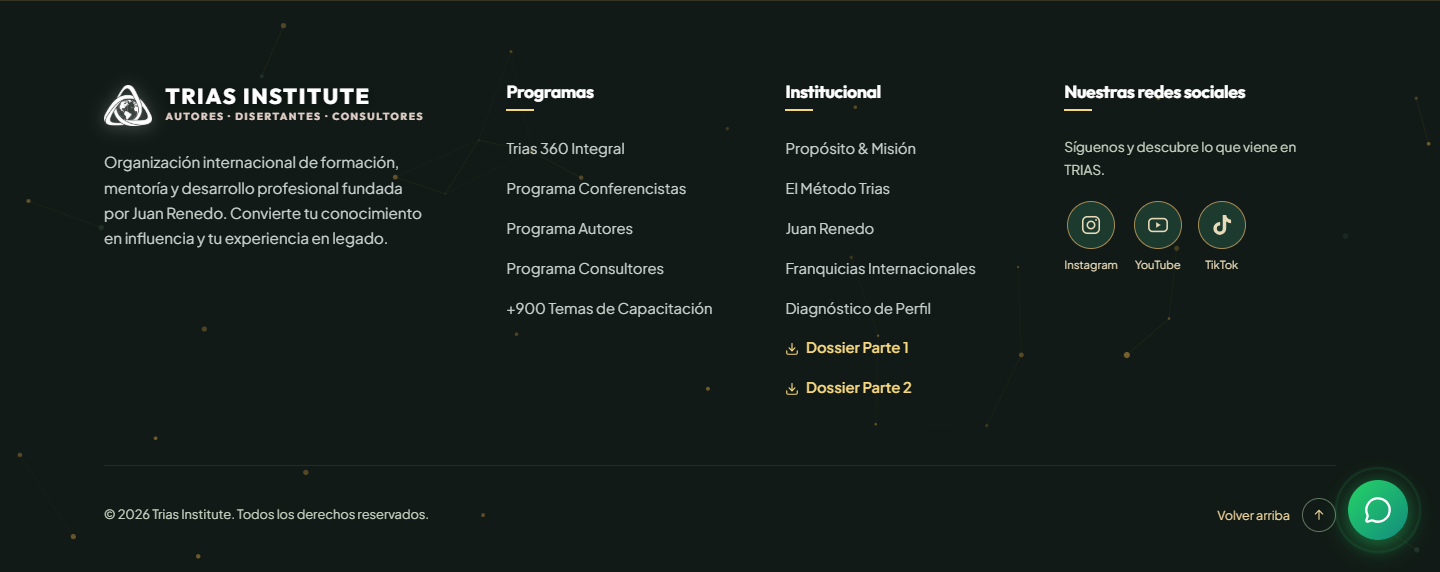 TRIAS INSTITUTE
AUTORES · DISERTANTES · CONSULTORES
Organización internacional de formación,
mentoría y desarrollo profesional fundada
por Juan Renedo. Convierte tu conocimiento
en influencia y tu experiencia en legado.
Programas
Trias 360 Integral
Programa Conferencistas
Programa Autores
Programa Consultores
+900 Temas de Capacitación
Institucional
Propósito & Misión
El Método Trias
Juan Renedo
Franquicias Internacionales
Diagnóstico de Perfil
Dossier Parte 1
Dossier Parte 2
Nuestras redes sociales
Síguenos y descubre lo que viene en
TRIAS.
Instagram
YouTube
TikTok
© 2026 Trias Institute. Todos los derechos reservados.
Volver arriba